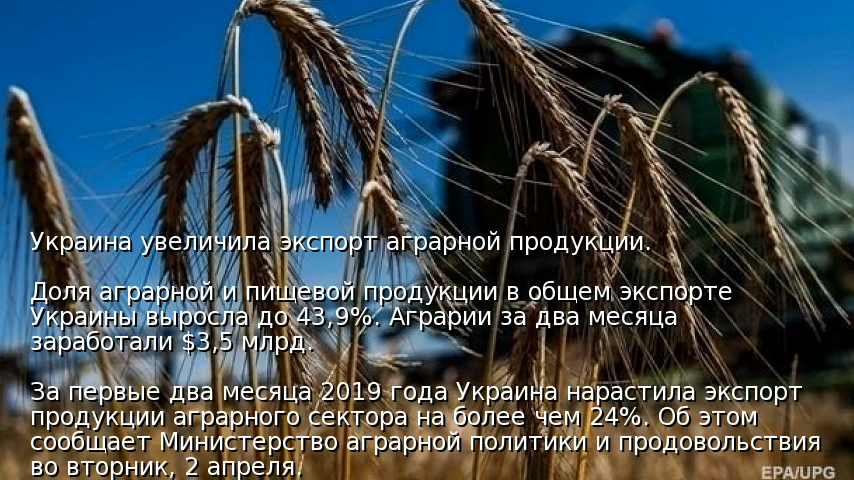 Украина увеличила экспорт аграрной продукции.
Доля аграрной и пищевой продукции в общем экспорте
Украины выросла до 43,9%. Аграрии за два месяца
заработали $3,5 млрд.
За первые два месяца 2019 года Украина нарастила экспорт
продукции аграрного сектора на более чем 24%. Об этом
сообщает Министерство аграрной политики и продовольствия
во вторник, 2 апреля.
EPA/UPG